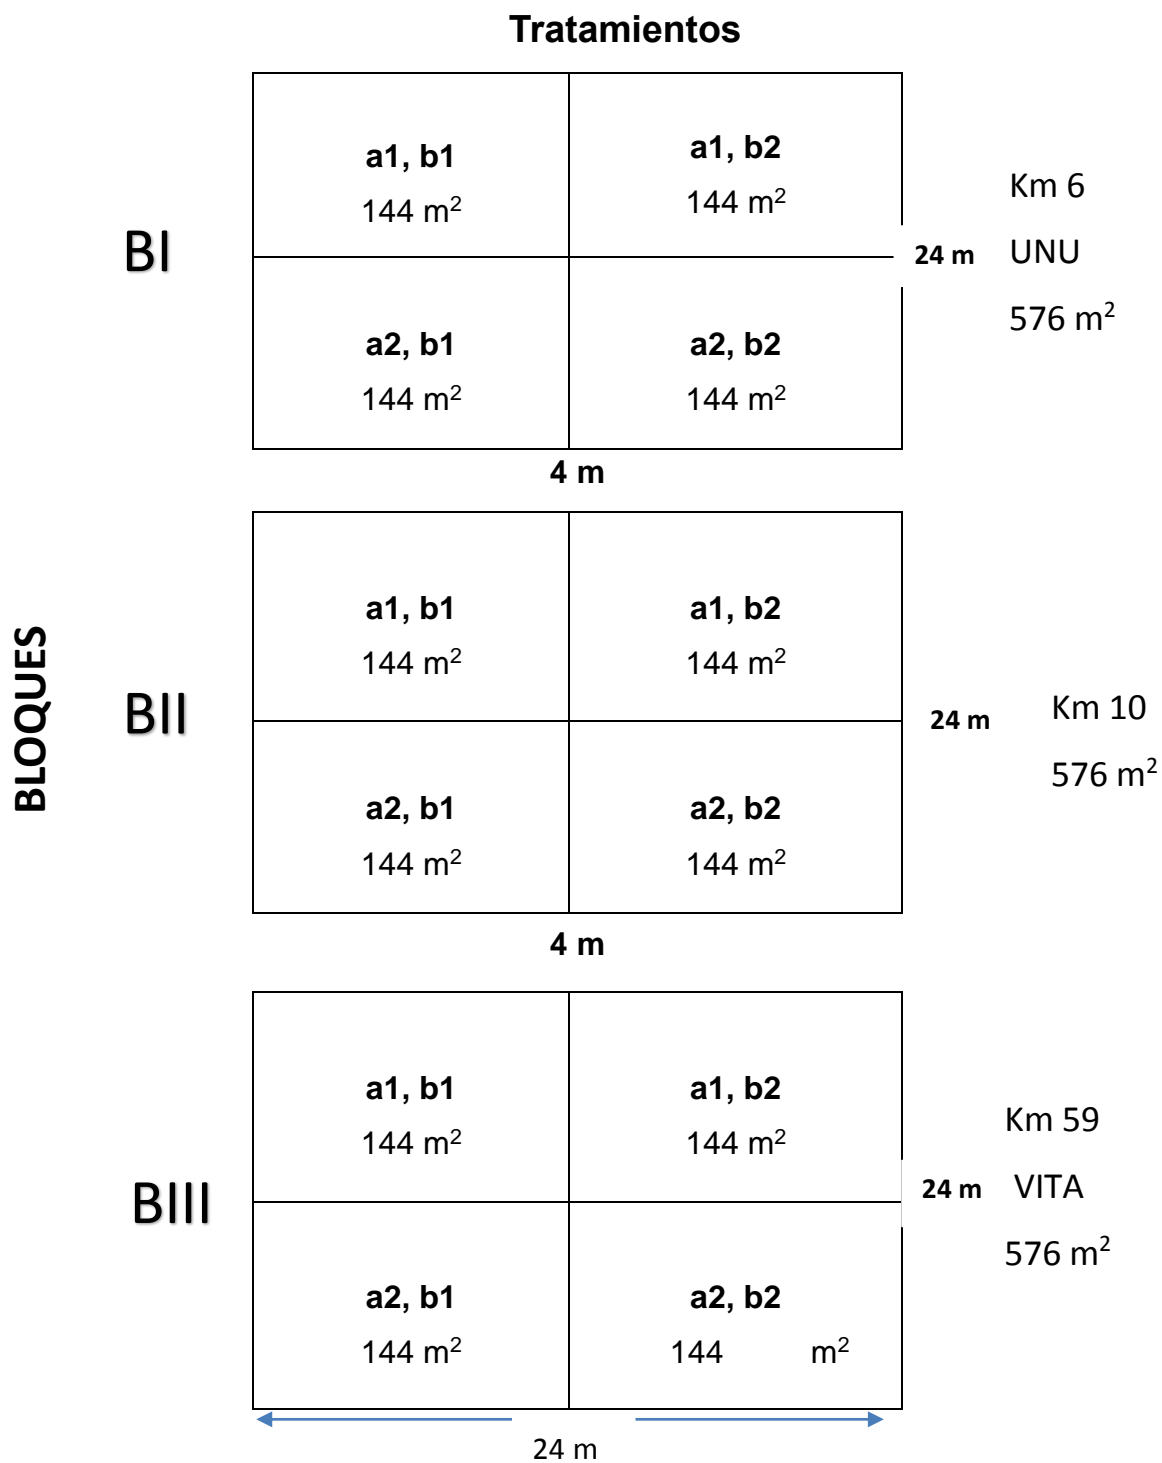 Tratamientos
a1, b1
144 m²
a1, b2
144 m²
BI
a2, b1
144 m²
a2, b2
144 m²
24 m
Km 6
UNU
576 m²
4 m
BLOQUES
a1, b1
144 m²
a1, b2
144 m²
BII
a2, b1
144 m²
a2, b2
144 m²
24 m
Km 10
576 m²
4 m
a1, b1
144 m²
a1, b2
144 m²
BIII
a2, b1
144 m²
a2, b2
144 m²
24 m
Km 59
VITA
576 m²
24 m